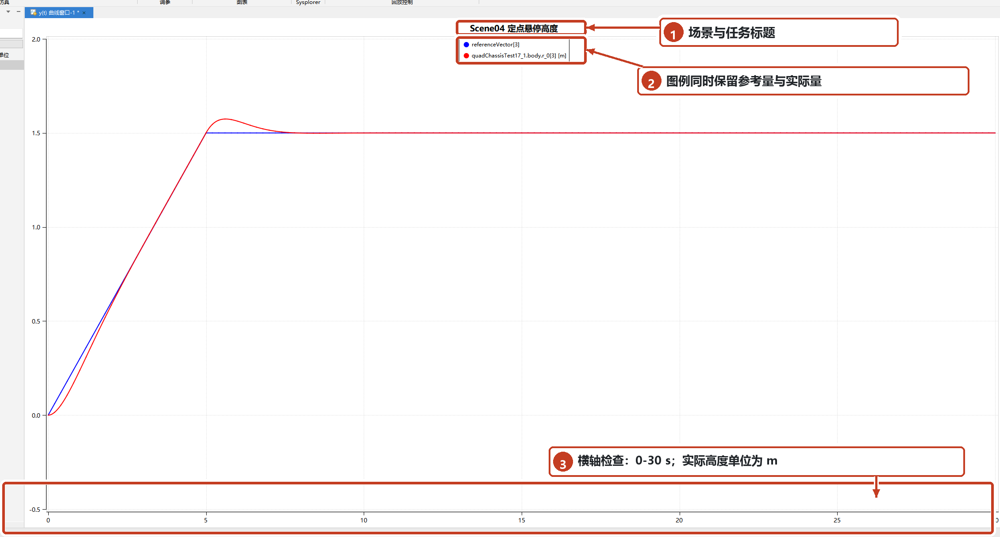 仿真
调参
图表
Sysplorer
回放控制
y(t) 曲线窗口-1 *
单位
Scene04 定点悬停高度
referenceVector[3]
quadChassisTest17_1.body.r_0[3] [m]
1 场景与任务标题
2 图例同时保留参考量与实际量
2.0
1.5
1.0
0.5
0.0
-0.5
3 横轴检查：0-30 s；实际高度单位为 m
0
5
10
15
20
25
0